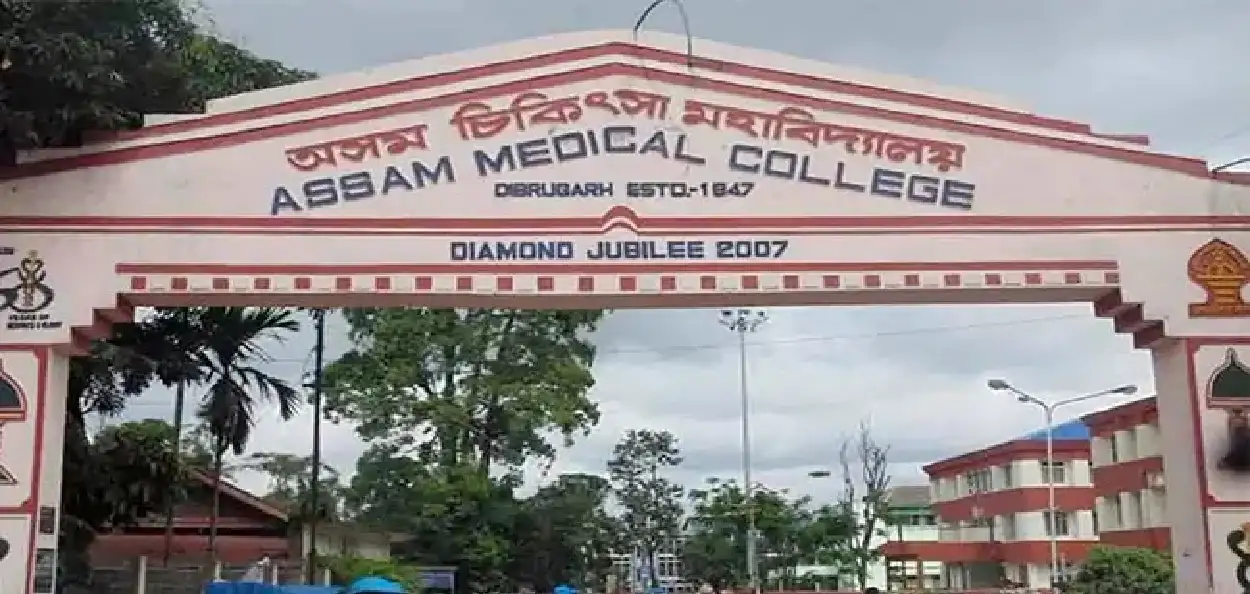 অসম চিকিৎসা মহাবিদ্যালয়
ASSAM MEDICAL COLLEGE
DIBRUGARH ESTD.-1947
DIAMOND JUBILEE 2007